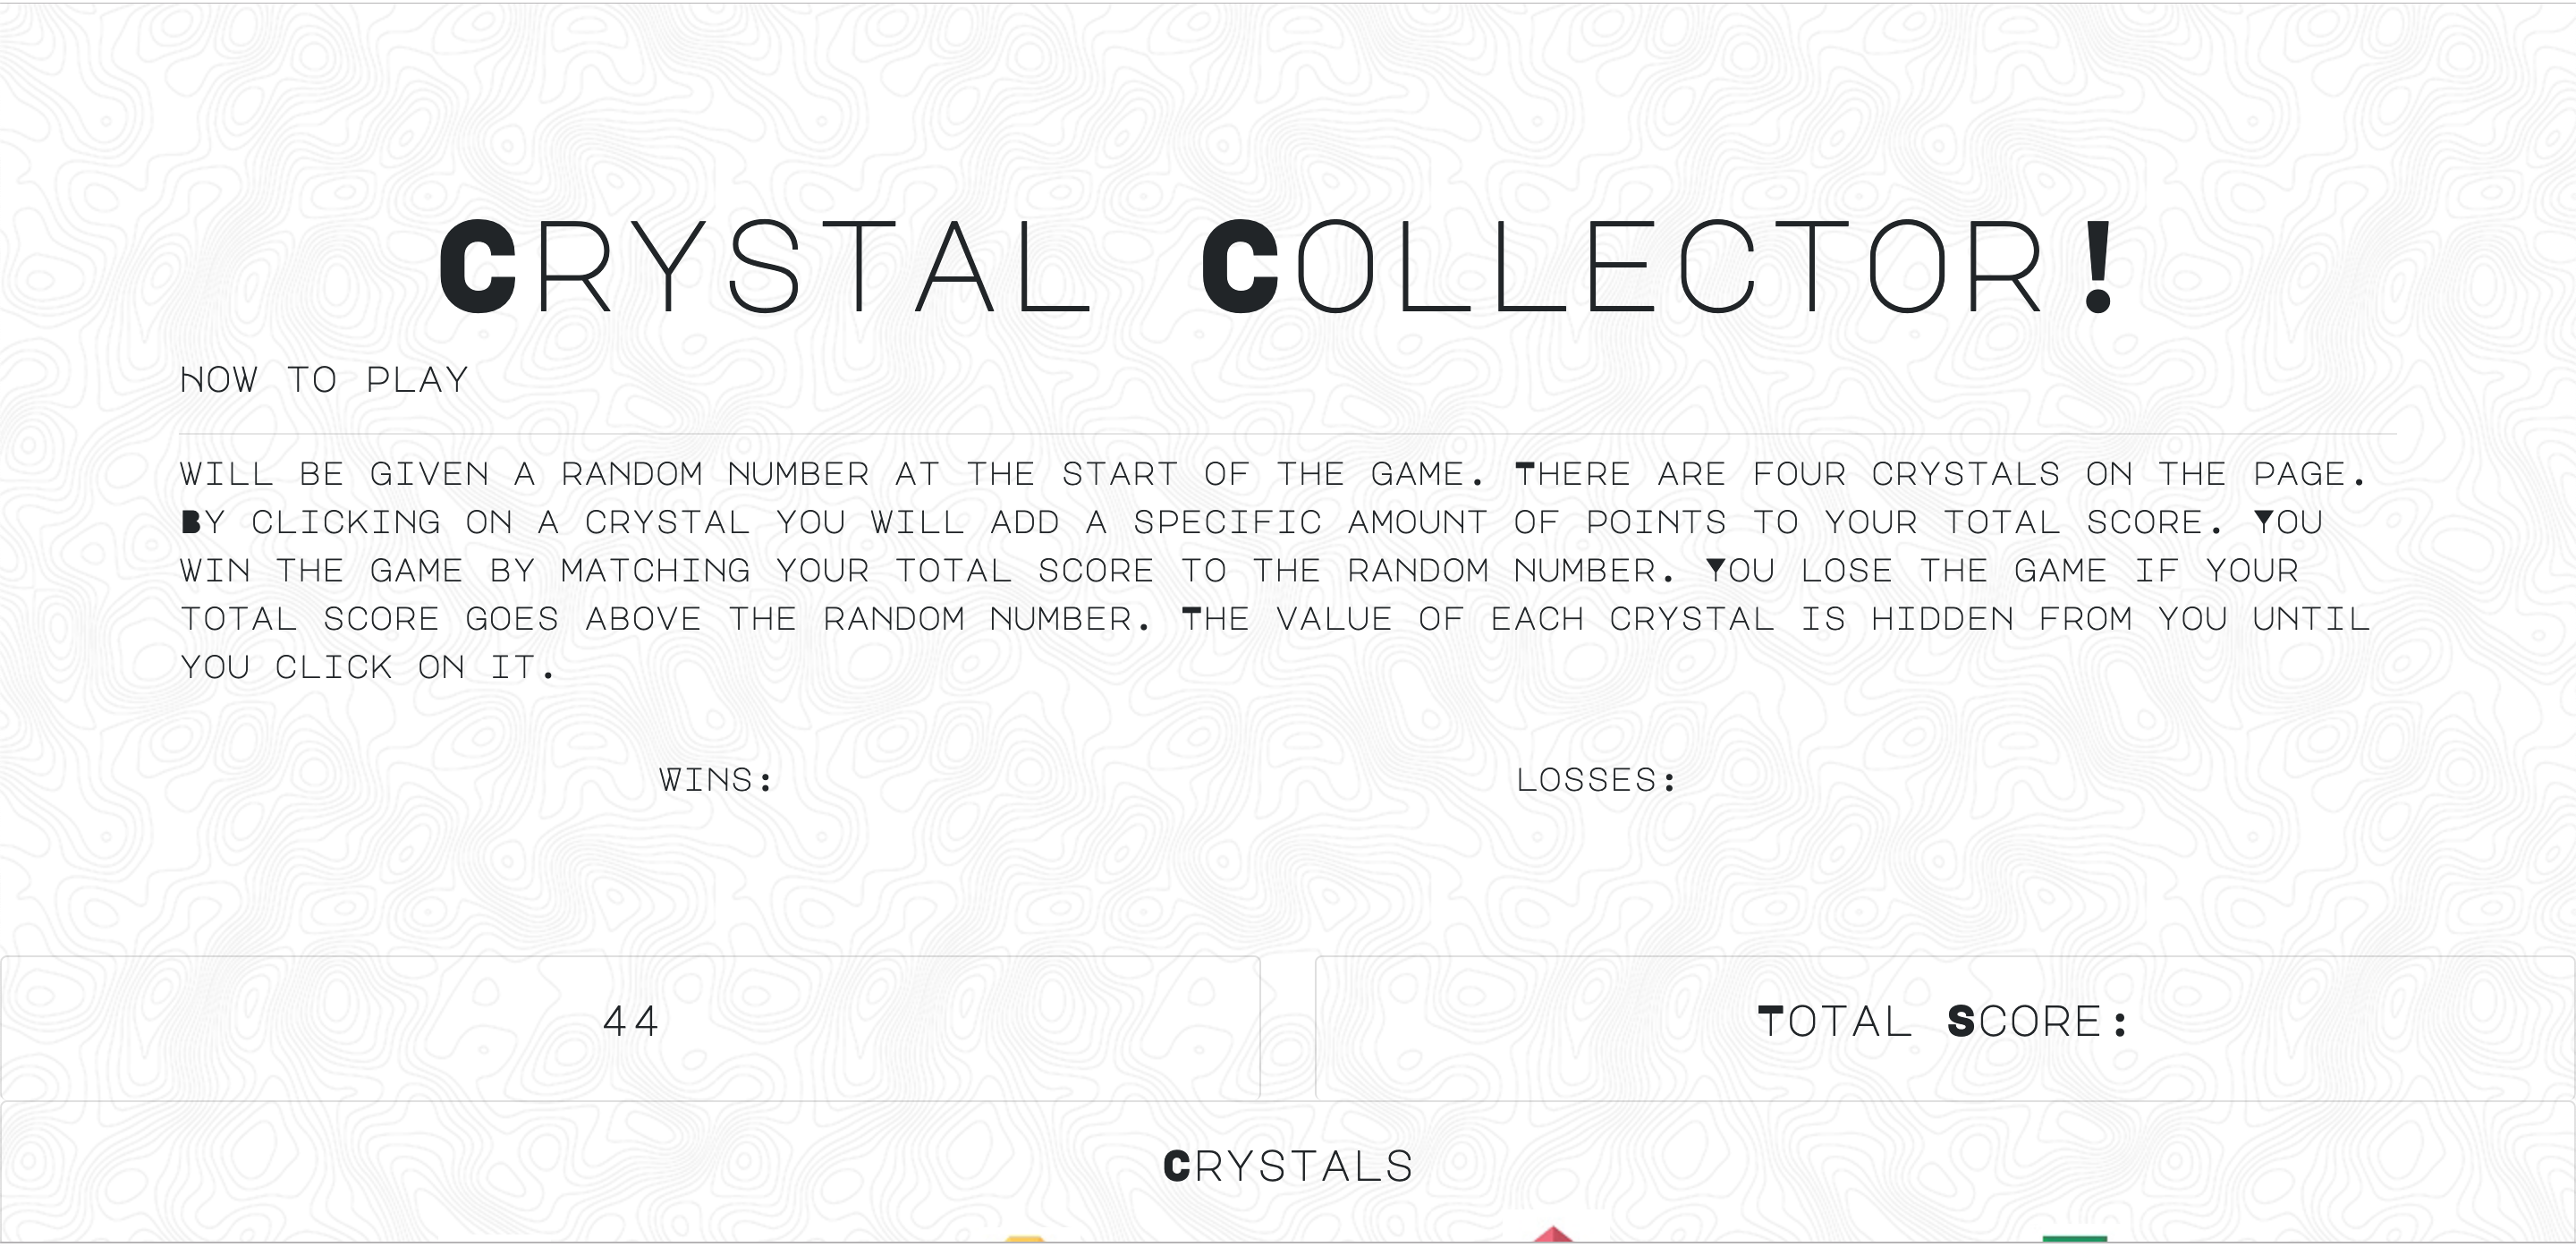 Crystal Collector!
how to play
will be given a random number at the start of the game. There are four crystals on the page.
By clicking on a crystal you will add a specific amount of points to your total score. You
win the game by matching your total score to the random number. You lose the game if your
total score goes above the random number. The value of each crystal is hidden from you until
you click on it.
wins:
losses:
44
Total Score:
Crystals